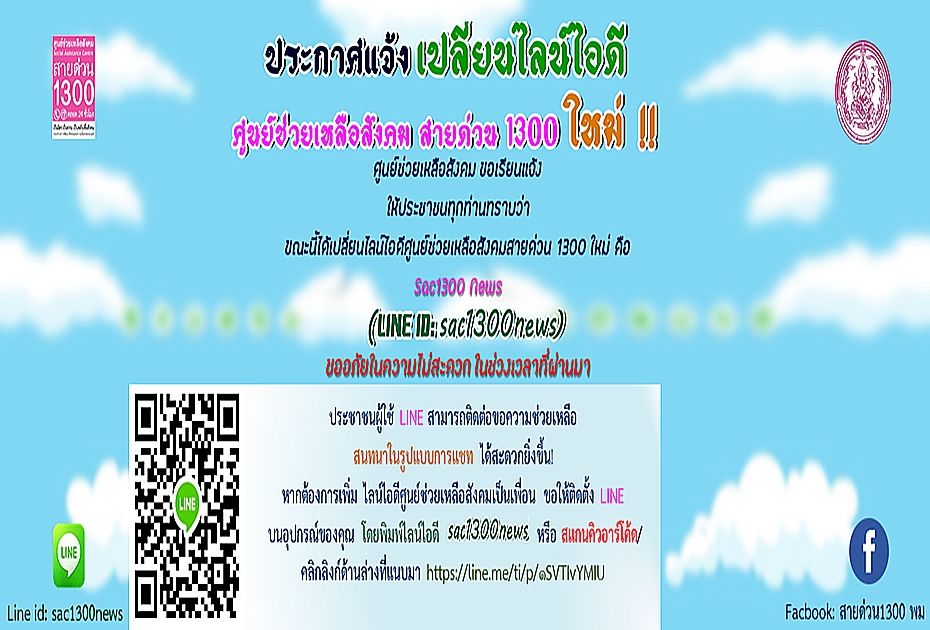 ศูนย์ช่วยเหลือสังคม
Social Assistance Center
สายด่วน
1300
ประกาศแจ้ง เปลี่ยนไลน์ไอดี
ศูนย์ช่วยเหลือสังคม สายด่วน 1300 ใหม่ !!
ศูนย์ช่วยเหลือสังคม ขอเรียนแจ้ง
ให้ประชาชนทุกท่านทราบว่า
ขณะนี้ได้เปลี่ยนไลน์ไอดีศูนย์ช่วยเหลือสังคมสายด่วน 1300 ใหม่ คือ
Sac1300 News
(LINE ID: sac1300news)
ขออภัยในความไม่สะดวก ในช่วงเวลาที่ผ่านมา
ประชาชนผู้ใช้ LINE สามารถติดต่อขอความช่วยเหลือ
สนทนาในรูปแบบการแชท ได้สะดวกยิ่งขึ้น!
หากต้องการเพิ่ม ไลน์ไอดีศูนย์ช่วยเหลือสังคมเป็นเพื่อน ขอให้ติดตั้ง LINE
บนอุปกรณ์ของคุณ โดยพิมพ์ไลน์ไอดี sac1300news หรือ สแกนคิวอาร์โค้ด/
คลิกลิงก์ด้านล่างที่แนบมา https://line.me/ti/p/๑SVTIvYMIU
LINE
LINE
Line id: sac1300news
Facbook: สายด่วน1300 พม